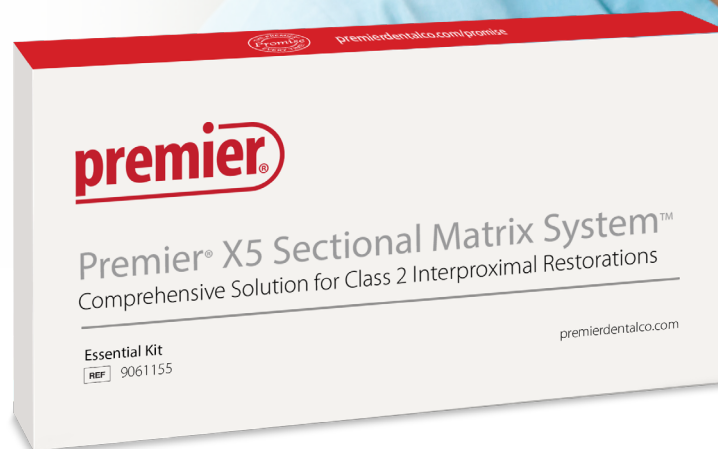 Promise
premierdentalco.com/promise
premier®
Premier® X5 Sectional Matrix System™
Comprehensive Solution for Class 2 Interproximal Restorations
Essential Kit
REF 9061155
premierdentalco.com